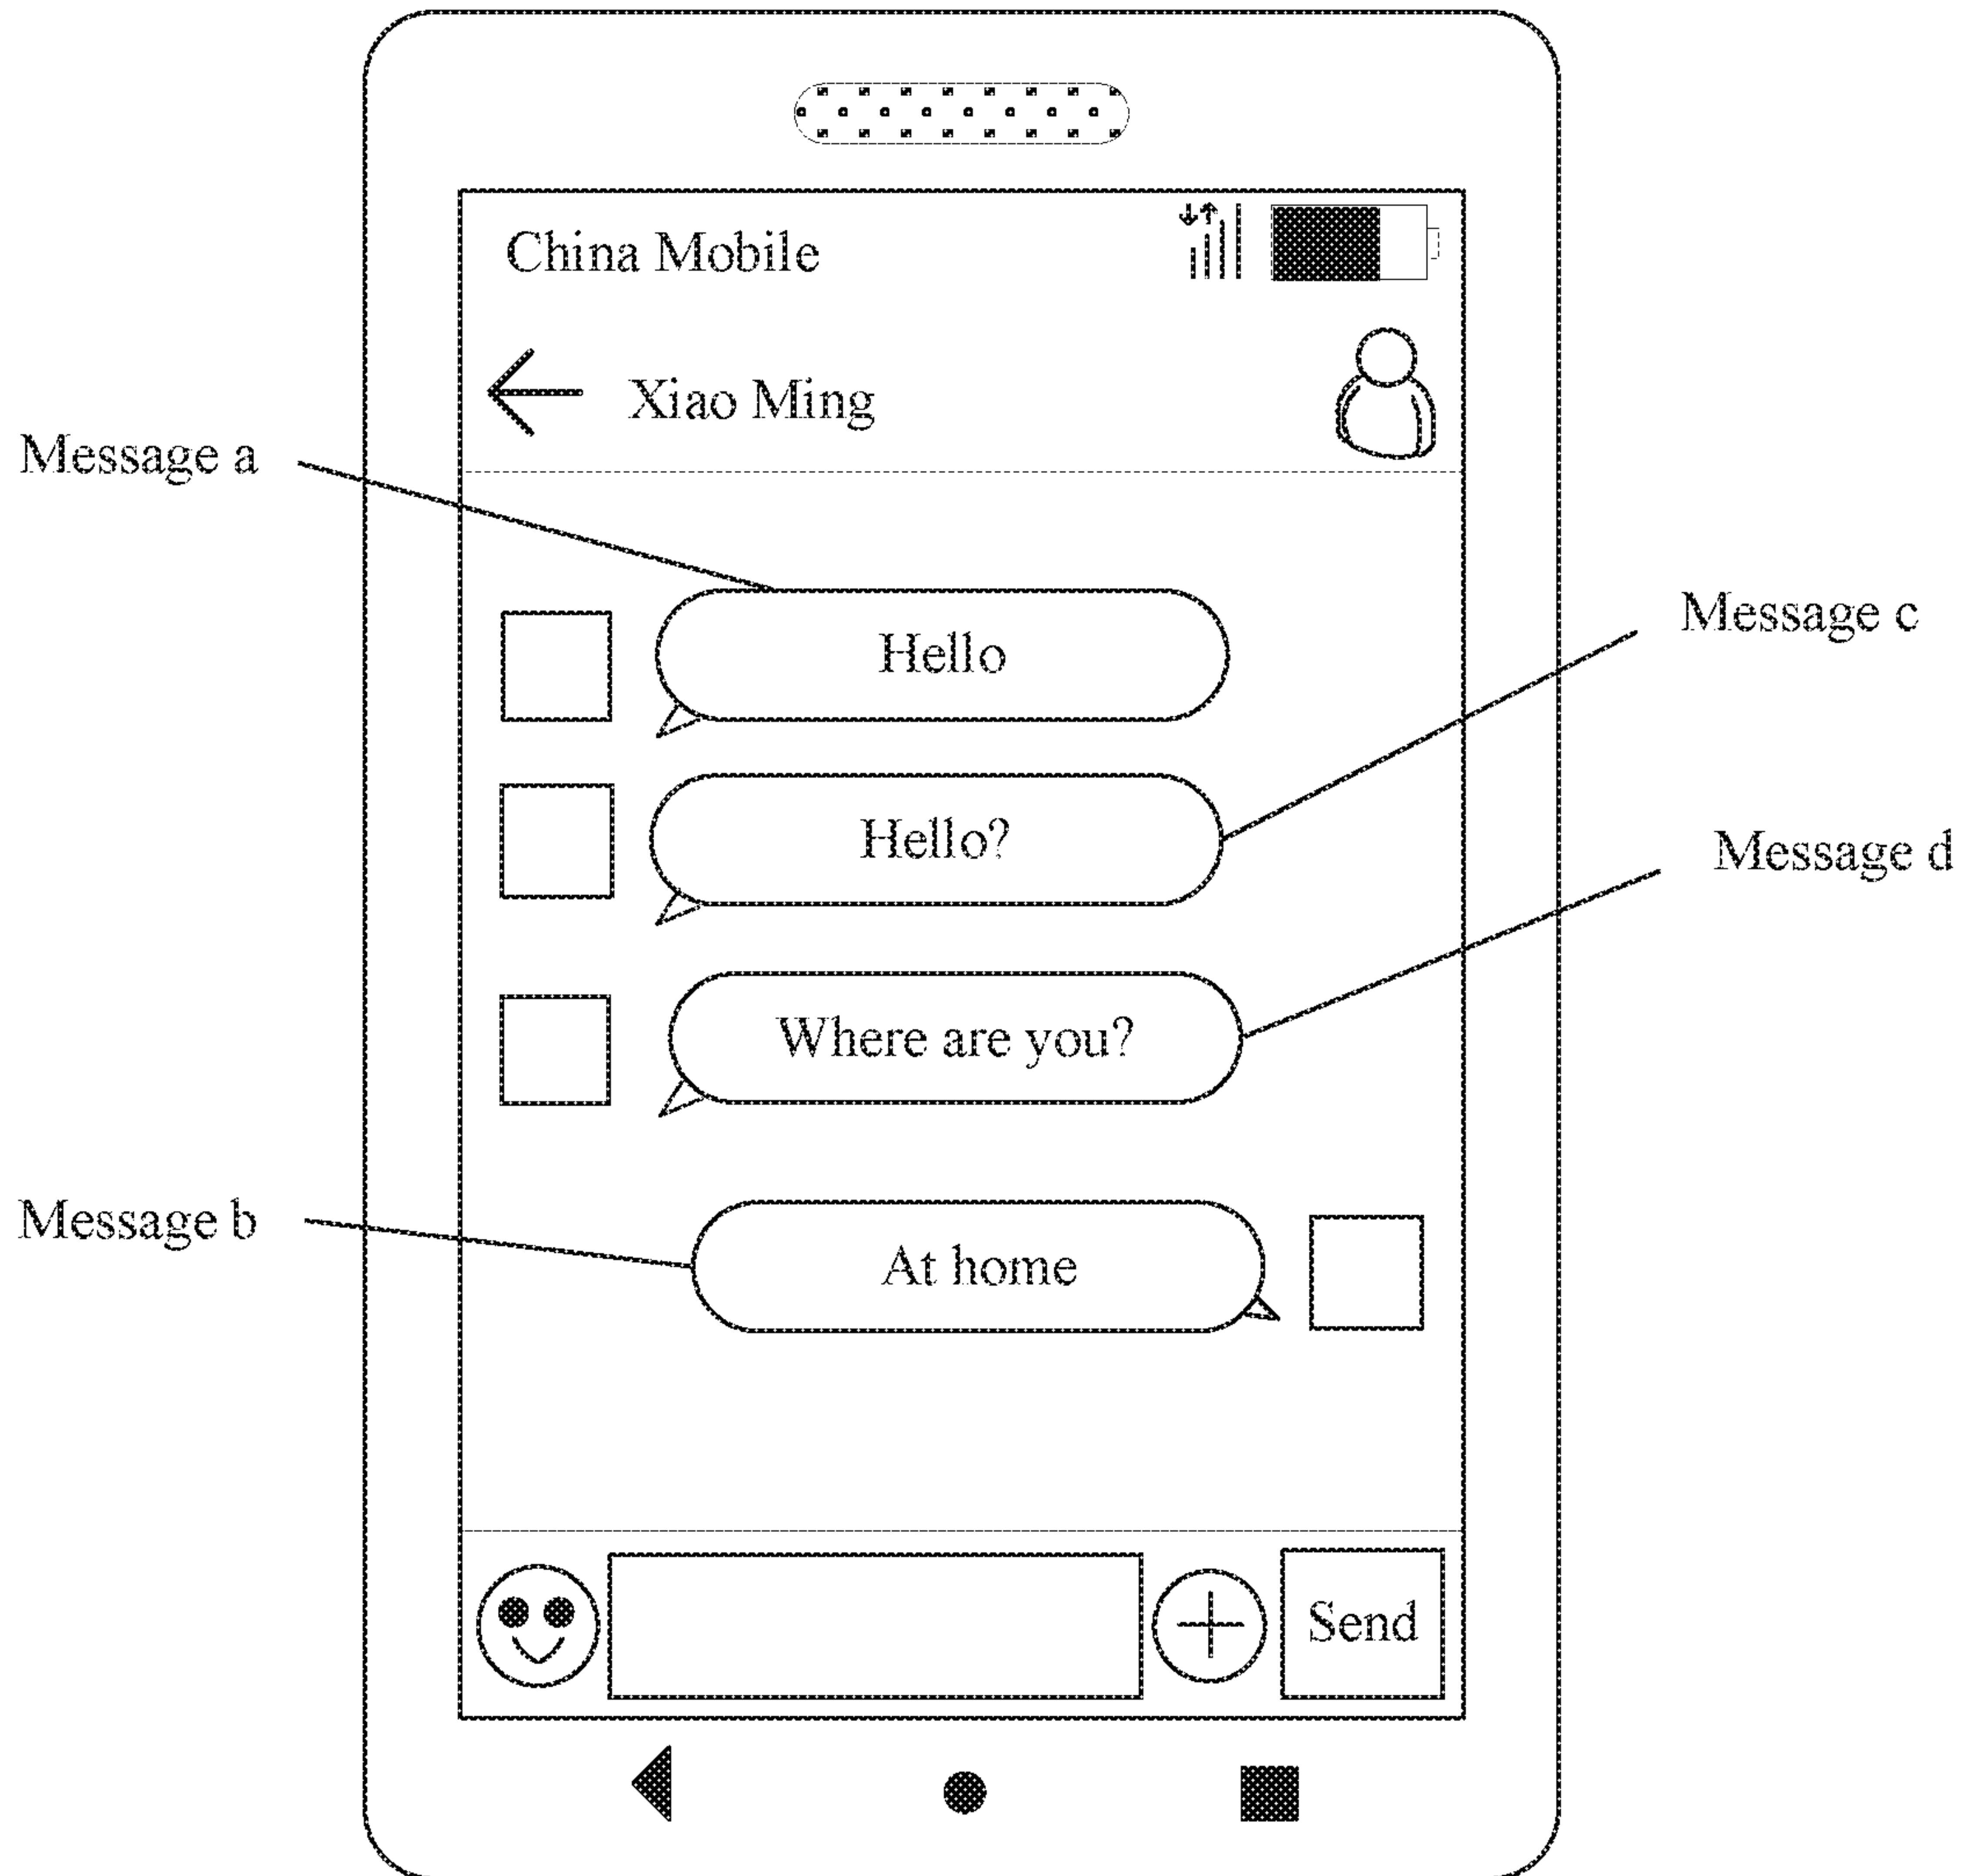 China Mobile
Xiao Ming
Message a
Hello
Message c
Hello?
Message d
Where are you?
Message b
At home
Send